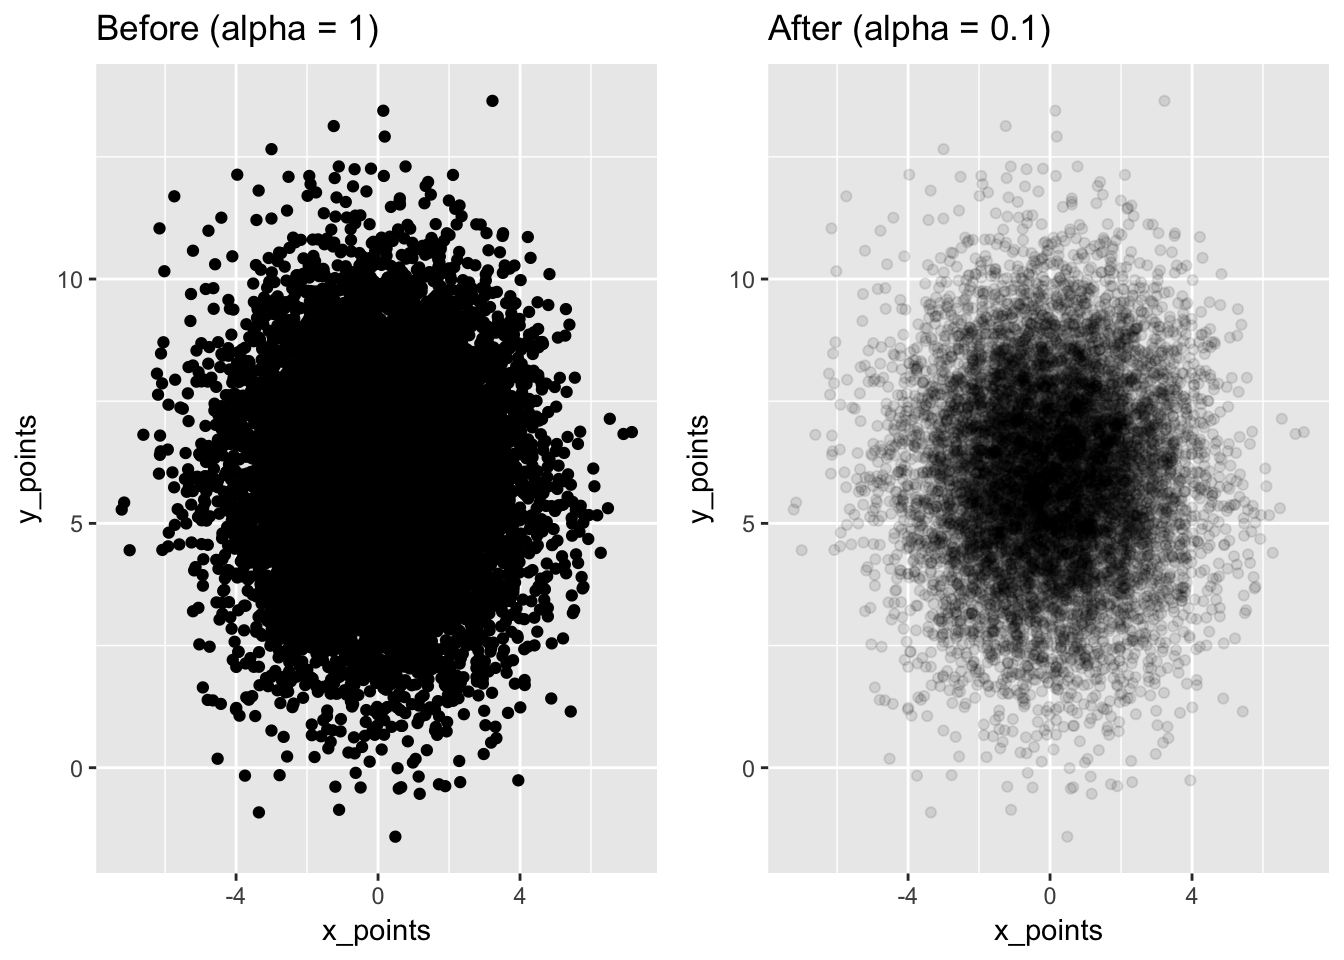 Before (alpha = 1)
10
5
0
-4 0 4
x_points
y_points
After (alpha = 0.1)
10
5
0
-4 0 4
x_points
y_points